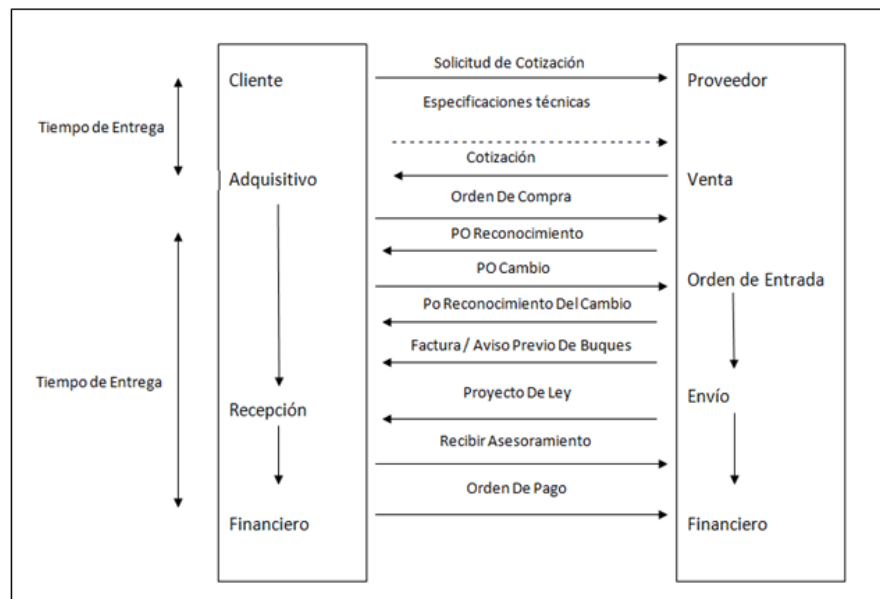 Solicitud de Cotización
Cliente
Proveedor
Especificaciones técnicas
Tiempo de Entrega
Cotización
Adquisitivo
Venta
Orden De Compra
PO Reconocimiento
PO Cambio
Orden de Entrada
Po Reconocimiento Del Cambio
Factura / Aviso Previo De Buques
Tiempo de Entrega
Proyecto De Ley
Envío
Recepción
Recibir Asesoramiento
Orden De Pago
Financiero
Financiero